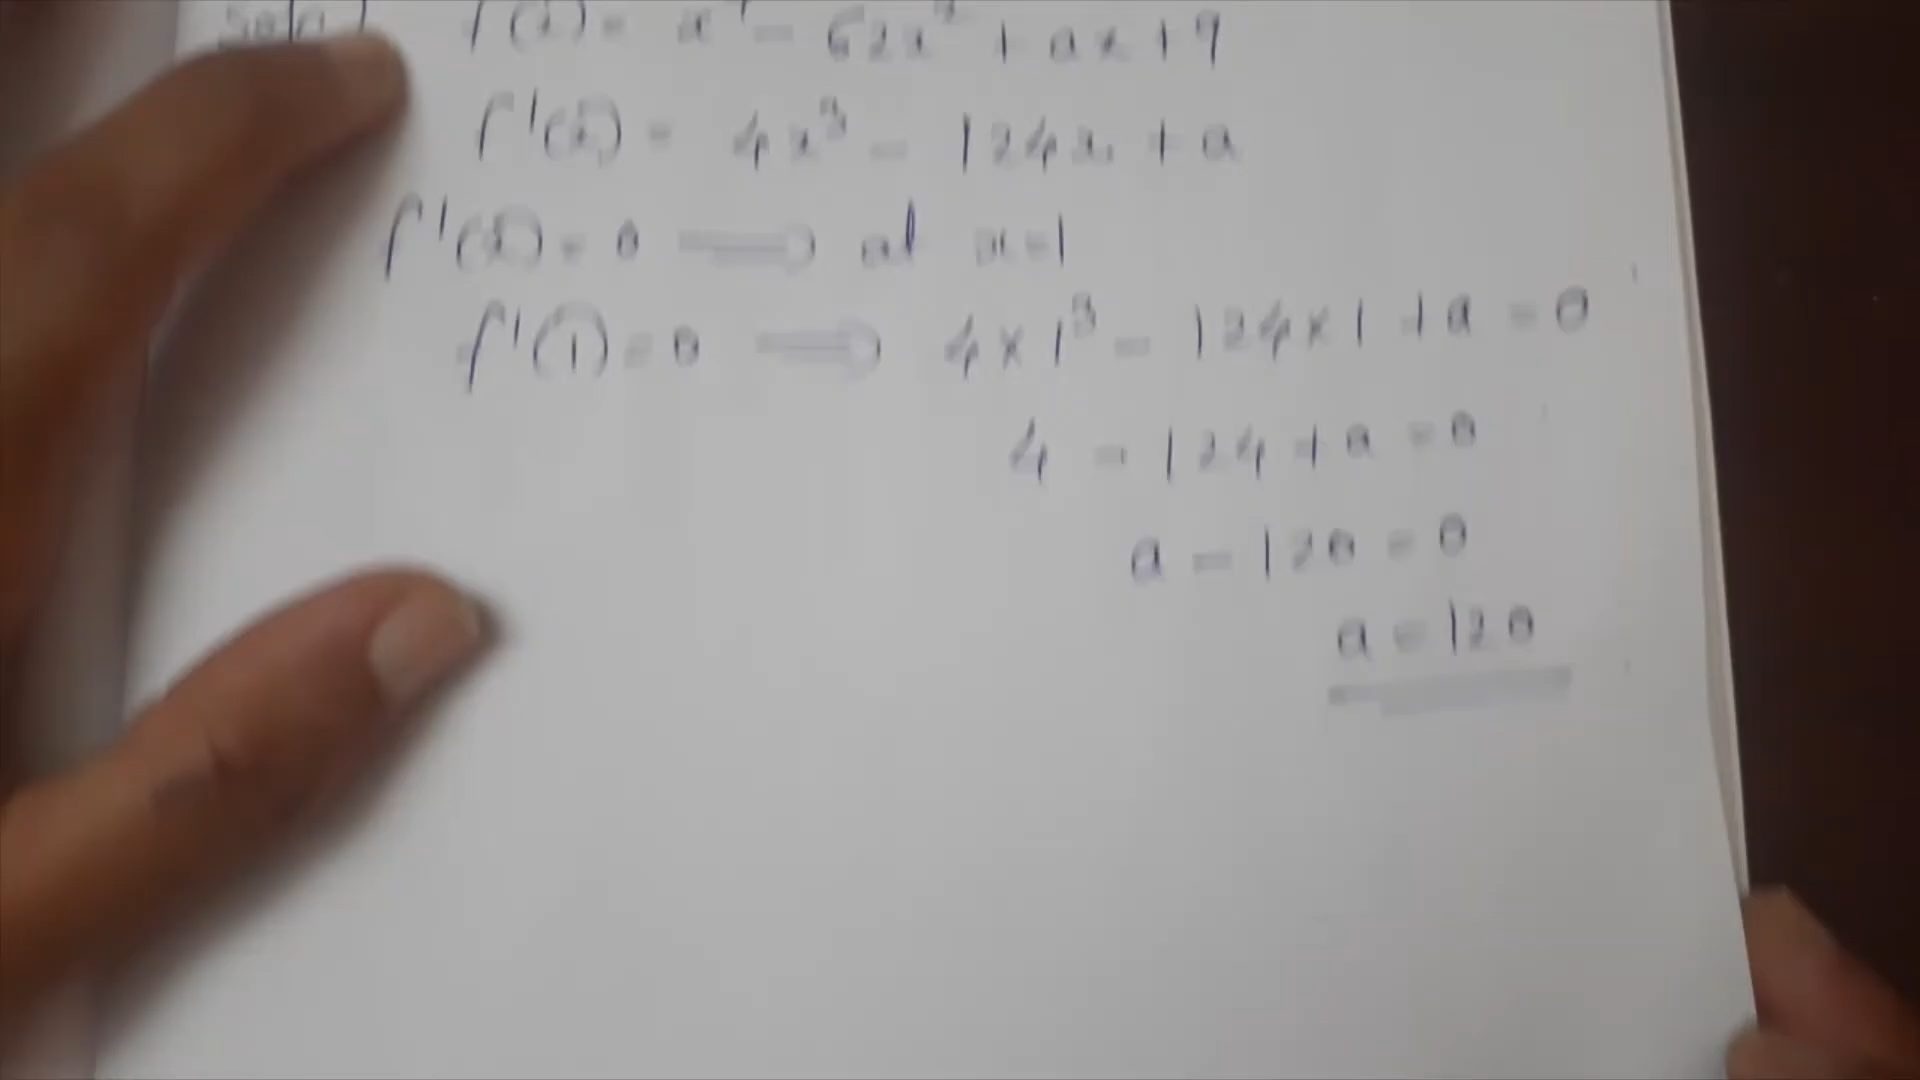 Soln
f(x) = x⁴ - 62x² + ax + 9
f'(x) = 4x³ - 124x + a
f'(x) = 0 ⟹ at x=1
f'(1) = 0 ⟹ 4×1³ - 124×1 + a = 0
4 - 124 + a = 0
a - 120 = 0
a = 120